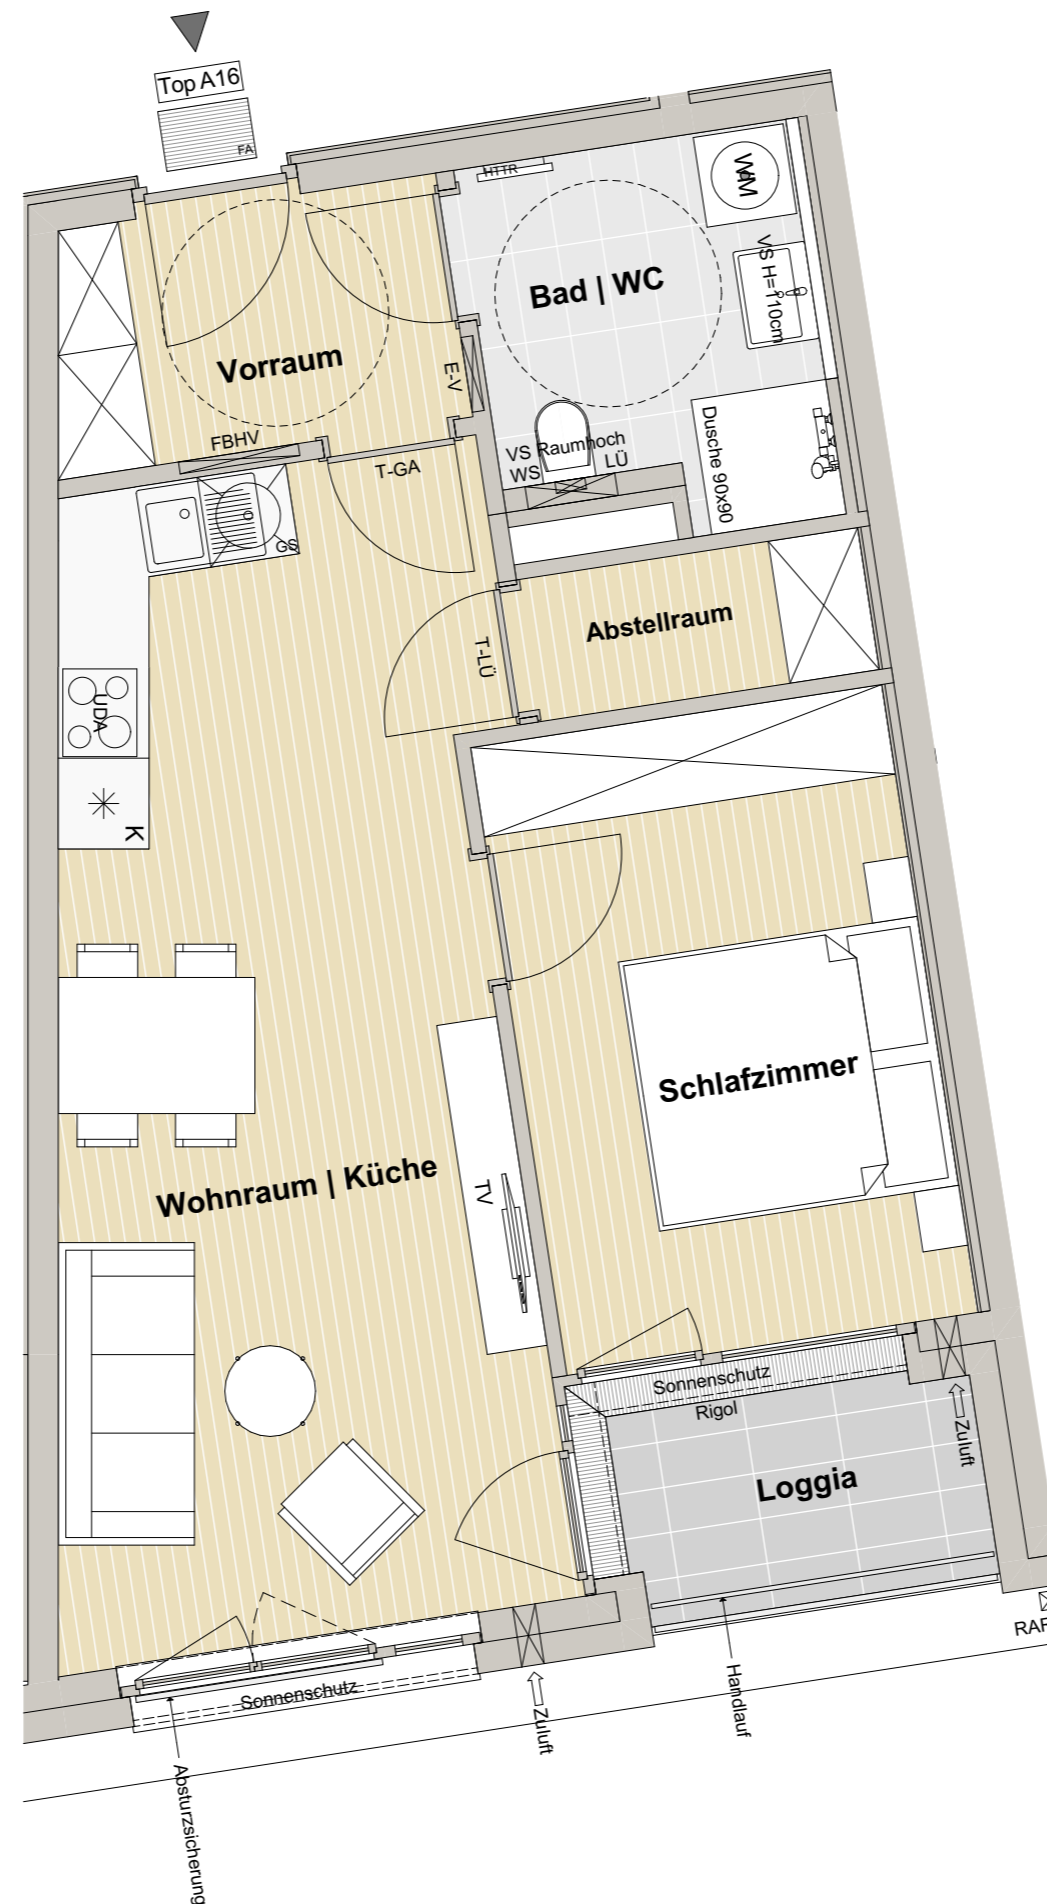 Top A16
FA
HTTR
WM
Bad | WC
VS H=110cm
Vorraum
E-V
FBHV
T-GA
VS Raumhoch
WS
LÜ
Dusche 90x90
GS
Abstellraum
T-LÜ
UDA
K
Schlafzimmer
Wohnraum | Küche
TV
Sonnenschutz
Rigol
Zuluft
Loggia
RAR
Sonnenschutz
Zuluft
Handlauf
Absturzsicherung